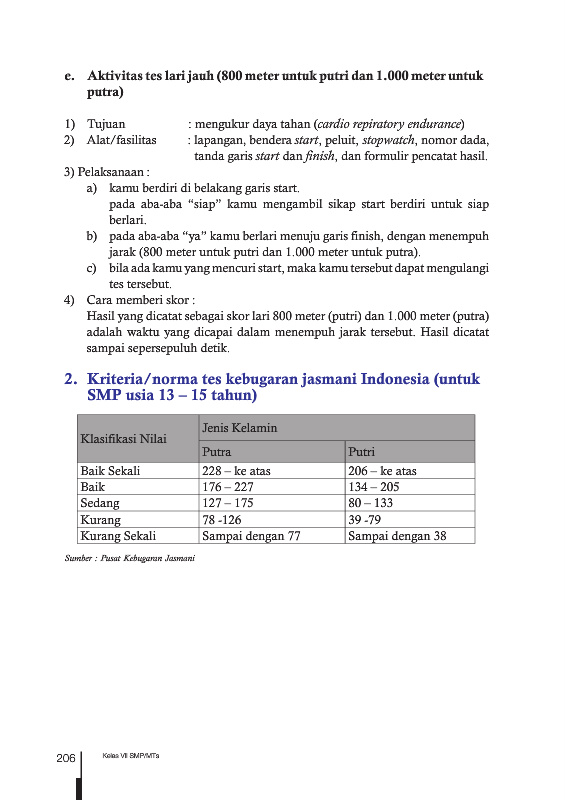 e. Aktivitas tes lari jauh (800 meter untuk putri dan 1.000 meter untuk
putra)
1) Tujuan : mengukur daya tahan (cardio repiratory endurance)
2) Alat/fasilitas : lapangan, bendera start, peluit, stopwatch, nomor dada,
tanda garis start dan finish, dan formulir pencatat hasil.
3) Pelaksanaan :
a) kamu berdiri di belakang garis start.
pada aba-aba “siap” kamu mengambil sikap start berdiri untuk siap
berlari.
b) pada aba-aba “ya” kamu berlari menuju garis finish, dengan menempuh
jarak (800 meter untuk putri dan 1.000 meter untuk putra).
c) bila ada kamu yang mencuri start, maka kamu tersebut dapat mengulangi
tes tersebut.
4) Cara memberi skor :
Hasil yang dicatat sebagai skor lari 800 meter (putri) dan 1.000 meter (putra)
adalah waktu yang dicapai dalam menempuh jarak tersebut. Hasil dicatat
sampai sepersepuluh detik.
2. Kriteria/norma tes kebugaran jasmani Indonesia (untuk
SMP usia 13 – 15 tahun)
Klasifikasi Nilai Jenis Kelamin
Putra Putri
Baik Sekali 228 – ke atas 206 – ke atas
Baik 176 – 227 134 – 205
Sedang 127 – 175 80 – 133
Kurang 78 -126 39 -79
Kurang Sekali Sampai dengan 77 Sampai dengan 38
Sumber : Pusat Kebugaran Jasmani
206 Kelas VII SMP/MTs